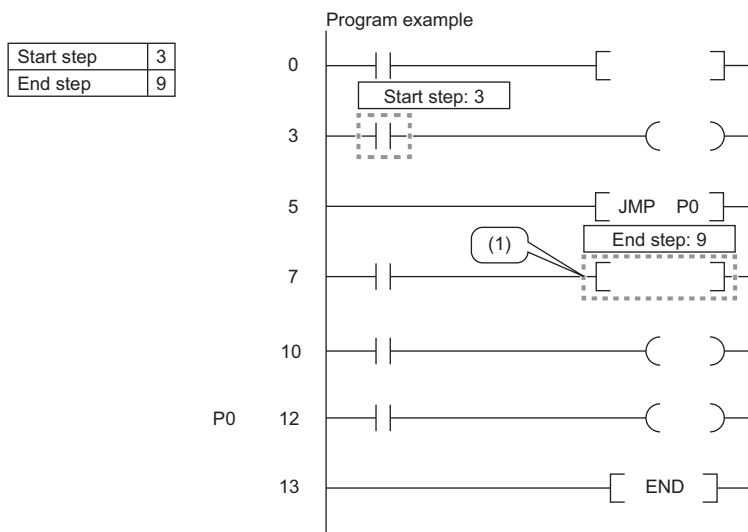 Program example
Start step 3
End step 9
0
Start step: 3
3
5 JMP P0
End step: 9
(1)
7
10
P0 12
13 END